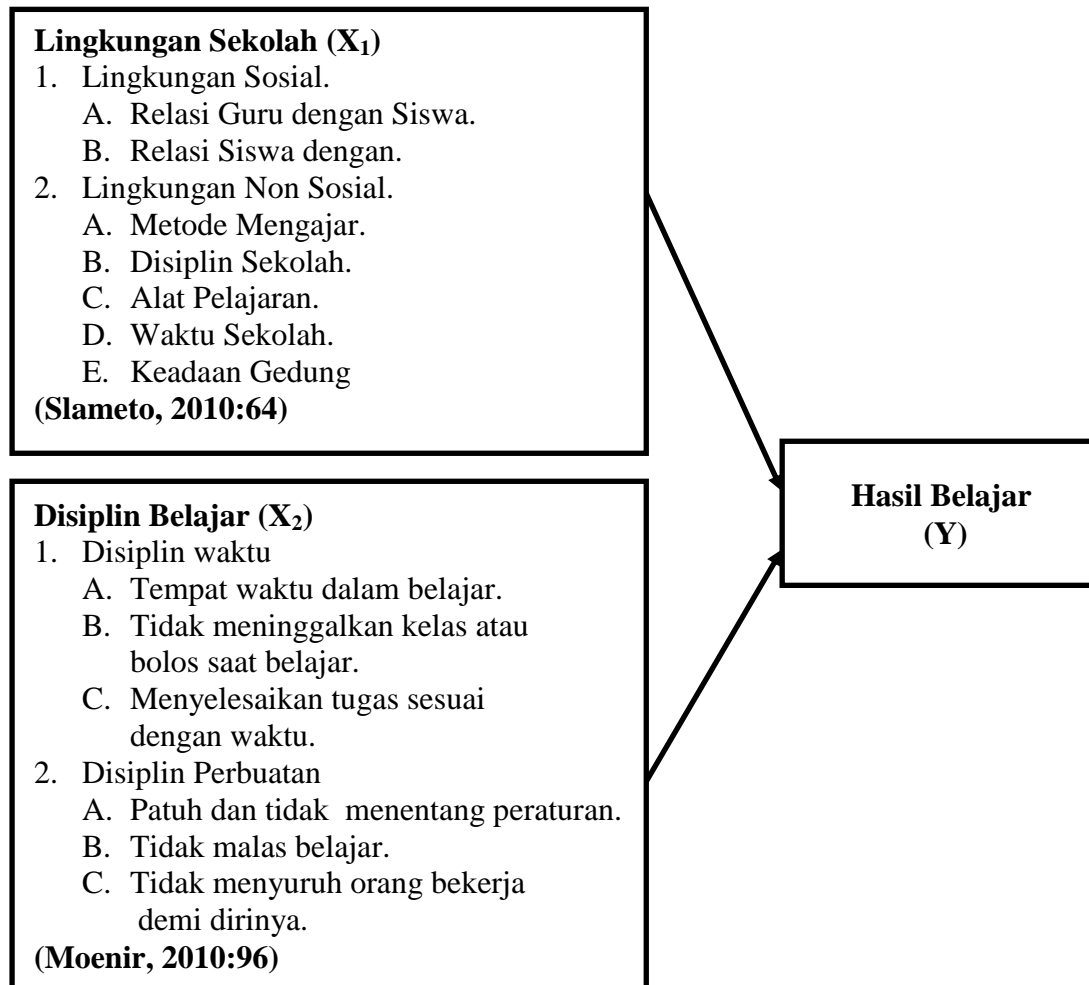 Lingkungan Sekolah (X₁)
1. Lingkungan Sosial.
A. Relasi Guru dengan Siswa.
B. Relasi Siswa dengan.
2. Lingkungan Non Sosial.
A. Metode Mengajar.
B. Disiplin Sekolah.
C. Alat Pelajaran.
D. Waktu Sekolah.
E. Keadaan Gedung
(Slameto, 2010:64)
Disiplin Belajar (X₂)
1. Disiplin waktu
A. Tempat waktu dalam belajar.
B. Tidak meninggalkan kelas atau
bolos saat belajar.
C. Menyelesaikan tugas sesuai
dengan waktu.
2. Disiplin Perbuatan
A. Patuh dan tidak menentang peraturan.
B. Tidak malas belajar.
C. Tidak menyuruh orang bekerja
demi dirinya.
(Moenir, 2010:96)
Hasil Belajar
(Y)